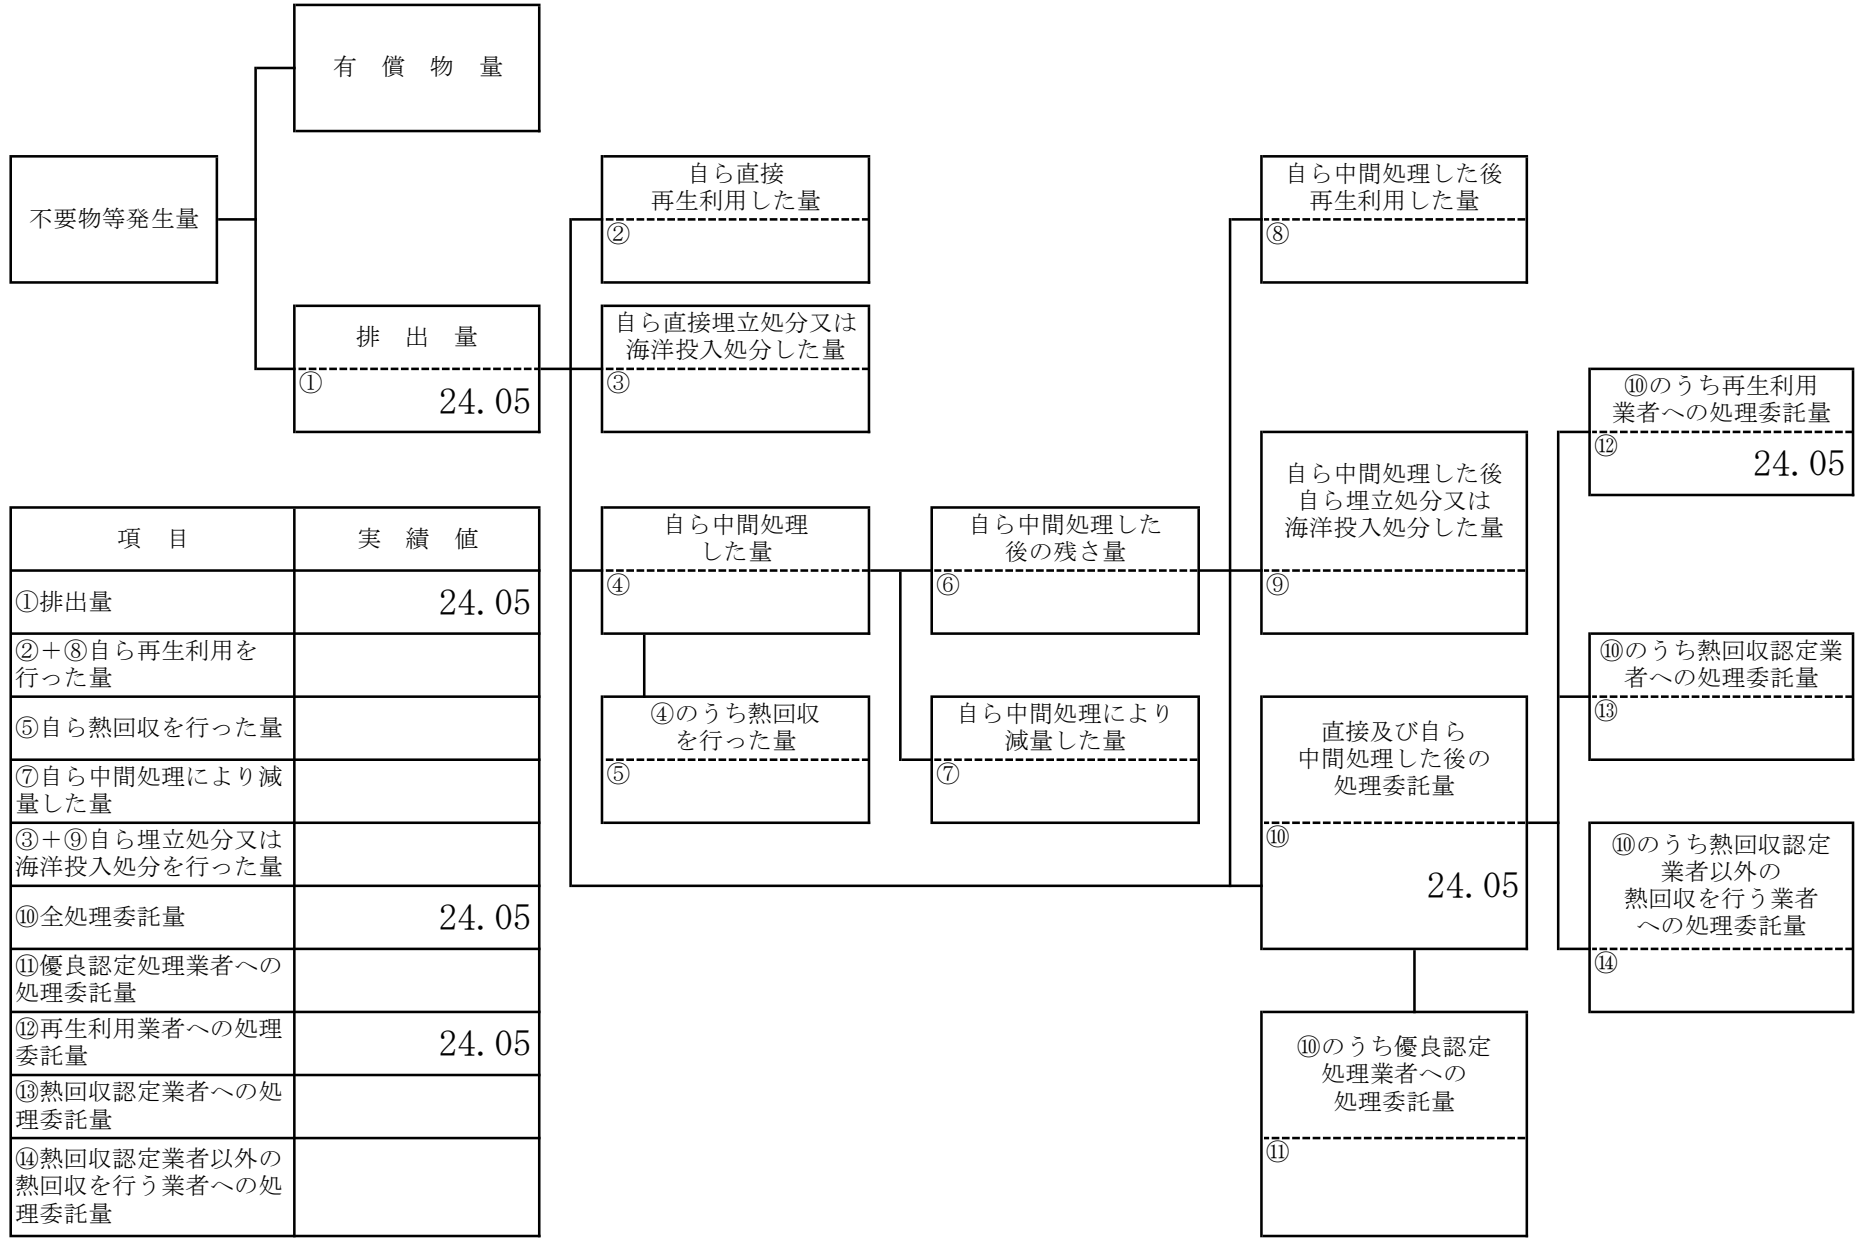 有　償　物　量
不要物等発生量
自ら直接
再生利用した量
②
自ら中間処理した後
再生利用した量
⑧
排　出　量
①
24.05
自ら直接埋立処分又は
海洋投入処分した量
③
⑩のうち再生利用
業者への処理委託量
⑫
24.05
自ら中間処理した後
自ら埋立処分又は
海洋投入処分した量
⑨
自ら中間処理
した量
④
自ら中間処理した
後の残さ量
⑥
⑩のうち熱回収認定業
者への処理委託量
⑬
④のうち熱回収
を行った量
⑤
自ら中間処理により
減量した量
⑦
直接及び自ら
中間処理した後の
処理委託量
⑩
24.05
⑩のうち熱回収認定
業者以外の
熱回収を行う業者
への処理委託量
⑭
⑩のうち優良認定
処理業者への
処理委託量
⑪
項　目
実　績　値
①排出量
24.05
②＋⑧自ら再生利用を
行った量
⑤自ら熱回収を行った量
⑦自ら中間処理により減
量した量
③＋⑨自ら埋立処分又は
海洋投入処分を行った量
⑩全処理委託量
24.05
⑪優良認定処理業者への
処理委託量
⑫再生利用業者への処理
委託量
24.05
⑬熱回収認定業者への処
理委託量
⑭熱回収認定業者以外の
熱回収を行う業者への処
理委託量